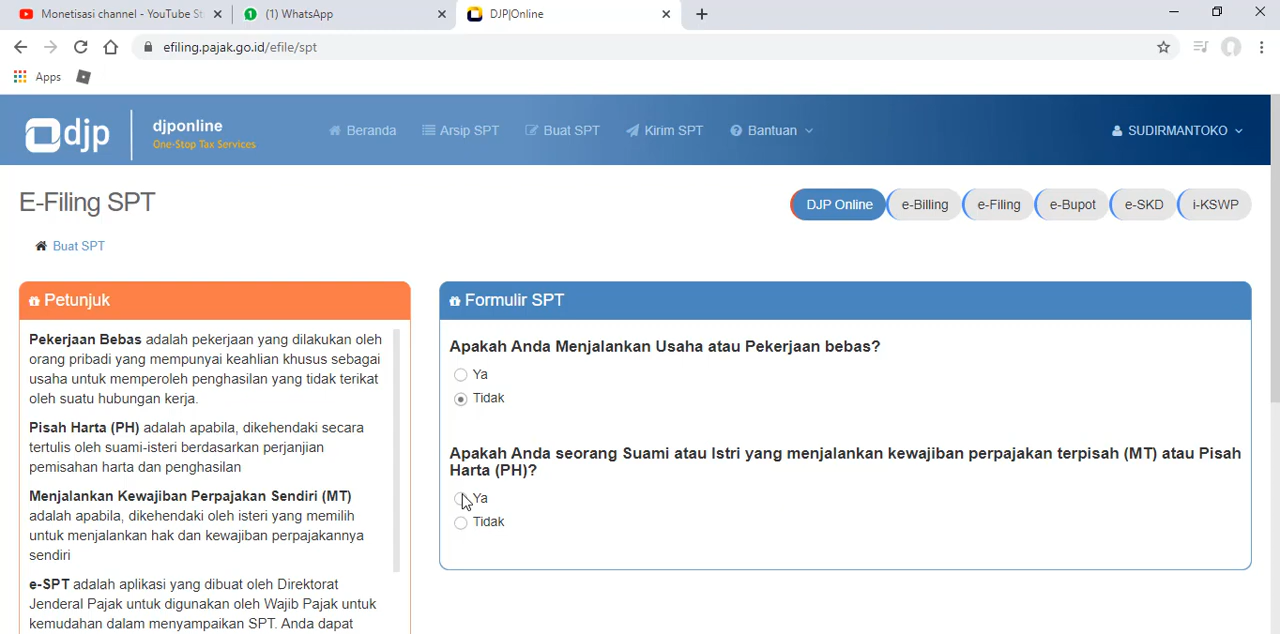 Monetisasi channel - YouTube St
(1) WhatsApp
DJP|Online
efiling.pajak.go.id/efile/spt
Apps
djp
djponline
One-Stop Tax Services
Beranda
Arsip SPT
Buat SPT
Kirim SPT
Bantuan
SUDIRMANTOKO
E-Filing SPT
DJP Online
e-Billing
e-Filing
e-Bupot
e-SKD
i-KSWP
Buat SPT
Petunjuk
Pekerjaan Bebas adalah pekerjaan yang dilakukan oleh
orang pribadi yang mempunyai keahlian khusus sebagai
usaha untuk memperoleh penghasilan yang tidak terikat
oleh suatu hubungan kerja.
Pisah Harta (PH) adalah apabila, dikehendaki secara
tertulis oleh suami-isteri berdasarkan perjanjian
pemisahan harta dan penghasilan
Menjalankan Kewajiban Perpajakan Sendiri (MT)
adalah apabila, dikehendaki oleh isteri yang memilih
untuk menjalankan hak dan kewajiban perpajakannya
sendiri
e-SPT adalah aplikasi yang dibuat oleh Direktorat
Jenderal Pajak untuk digunakan oleh Wajib Pajak untuk
kemudahan dalam menyampaikan SPT. Anda dapat
Formulir SPT
Apakah Anda Menjalankan Usaha atau Pekerjaan bebas?
Ya
Tidak
Apakah Anda seorang Suami atau Istri yang menjalankan kewajiban perpajakan terpisah (MT) atau Pisah
Harta (PH)?
Ya
Tidak